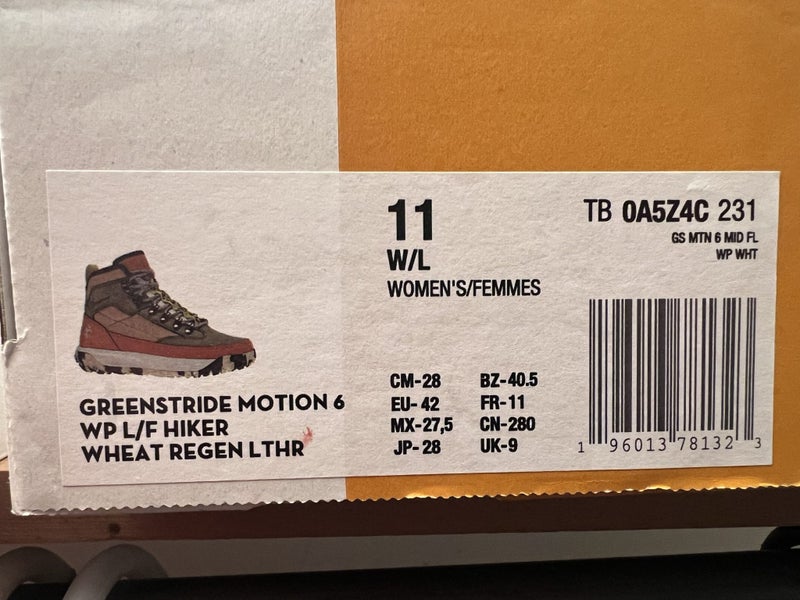 11
W/L
WOMEN'S/FEMMES
TB 0A5Z4C 231
GS MTN 6 MID FL
WP WHT
GREENSTRIDE MOTION 6
WP L/F HIKER
WHEAT REGEN LTHR
CM-28 BZ-40.5
EU- 42 FR-11
MX-27,5 CN-280
JP- 28 UK-9
1 96013 78132 3